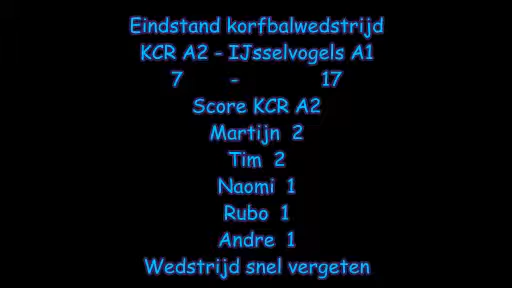 Eindstand korfbalwedstrijd
KCR A2 - IJsselvogels A1
7 - 17
Score KCR A2
Martijn 2
Tim 2
Naomi 1
Rubo 1
Andre 1
Wedstrijd snel vergeten